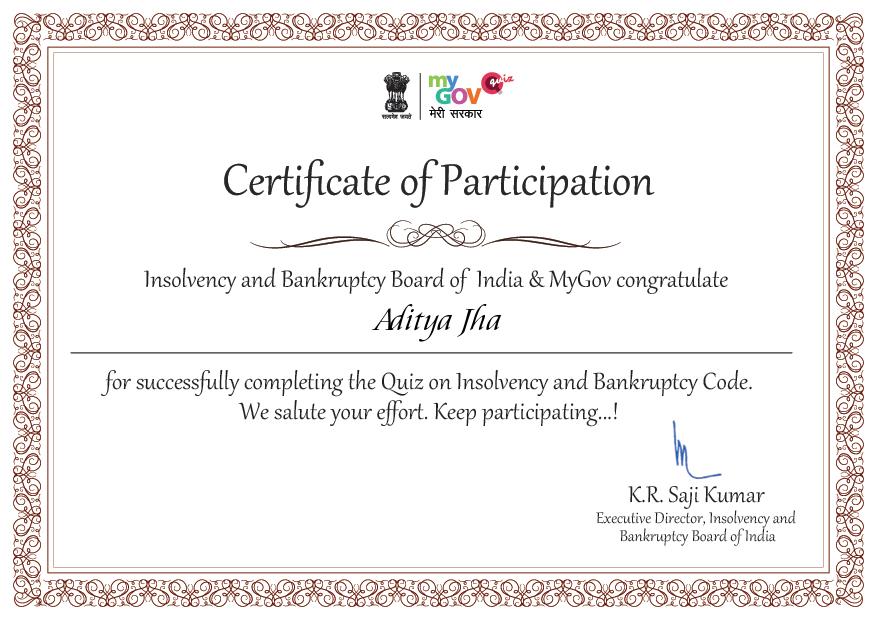 सत्यमेव जयते
my
GOV
quiz
मेरी सरकार
Certificate of Participation
Insolvency and Bankruptcy Board of India & MyGov congratulate
Aditya Jha
for successfully completing the Quiz on Insolvency and Bankruptcy Code.
We salute your effort. Keep participating...!
K.R. Saji Kumar
Executive Director, Insolvency and
Bankruptcy Board of India